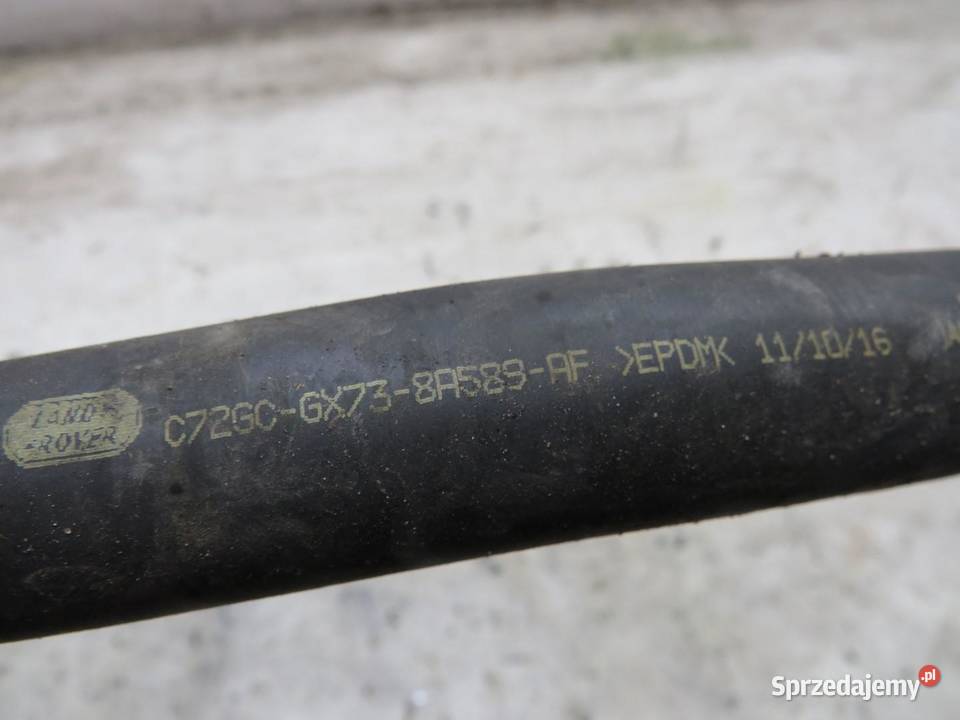 LAND
-ROVER
C72GC-GX73-8A589-AF >EPDM< 11/10/16
Sprzedajemy.pl